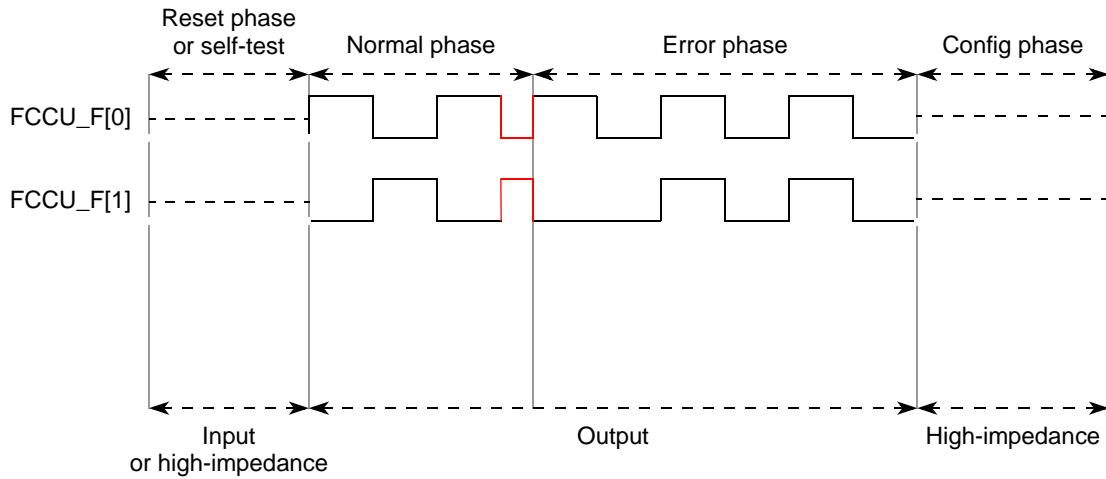 Reset phase
or self-test
Normal phase
Error phase
Config phase
FCCU_F[0]
FCCU_F[1]
Input
or high-impedance
Output
High-impedance